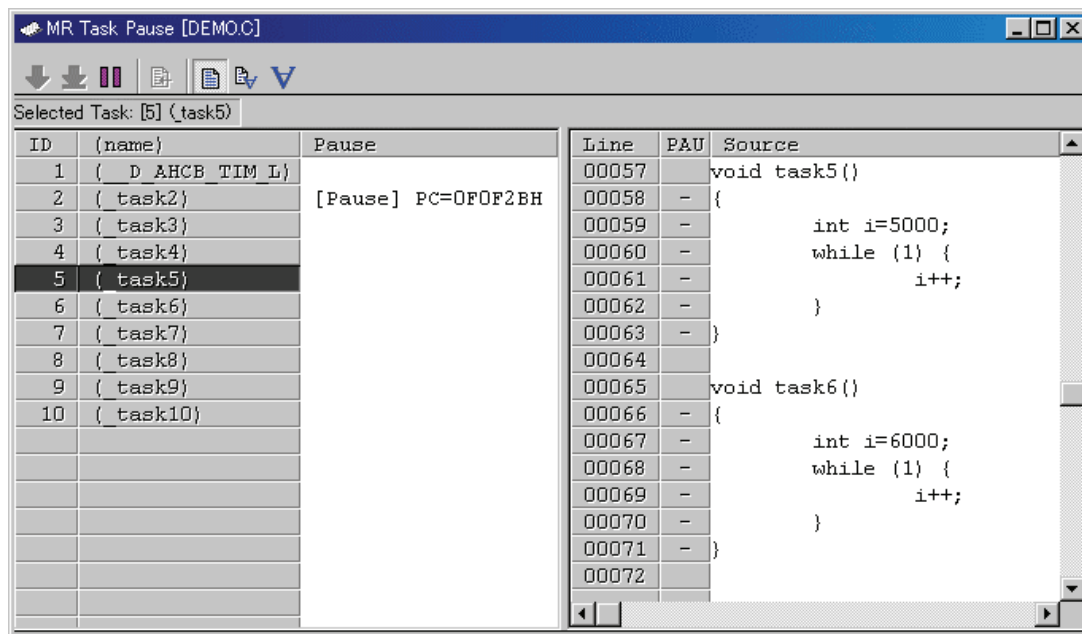 MR Task Pause [DEMO.C]
Selected Task: [5] (_task5)
ID (name) Pause
1 (__D_AHCB_TIM_L)
2 (_task2) [Pause] PC=0F0F2BH
3 (_task3)
4 (_task4)
5 (_task5)
6 (_task6)
7 (_task7)
8 (_task8)
9 (_task9)
10 (_task10)
Line PAU Source
00057 void task5()
00058 - {
00059 - int i=5000;
00060 - while (1) {
00061 - i++;
00062 - }
00063 - }
00064
00065 void task6()
00066 - {
00067 - int i=6000;
00068 - while (1) {
00069 - i++;
00070 - }
00071 - }
00072